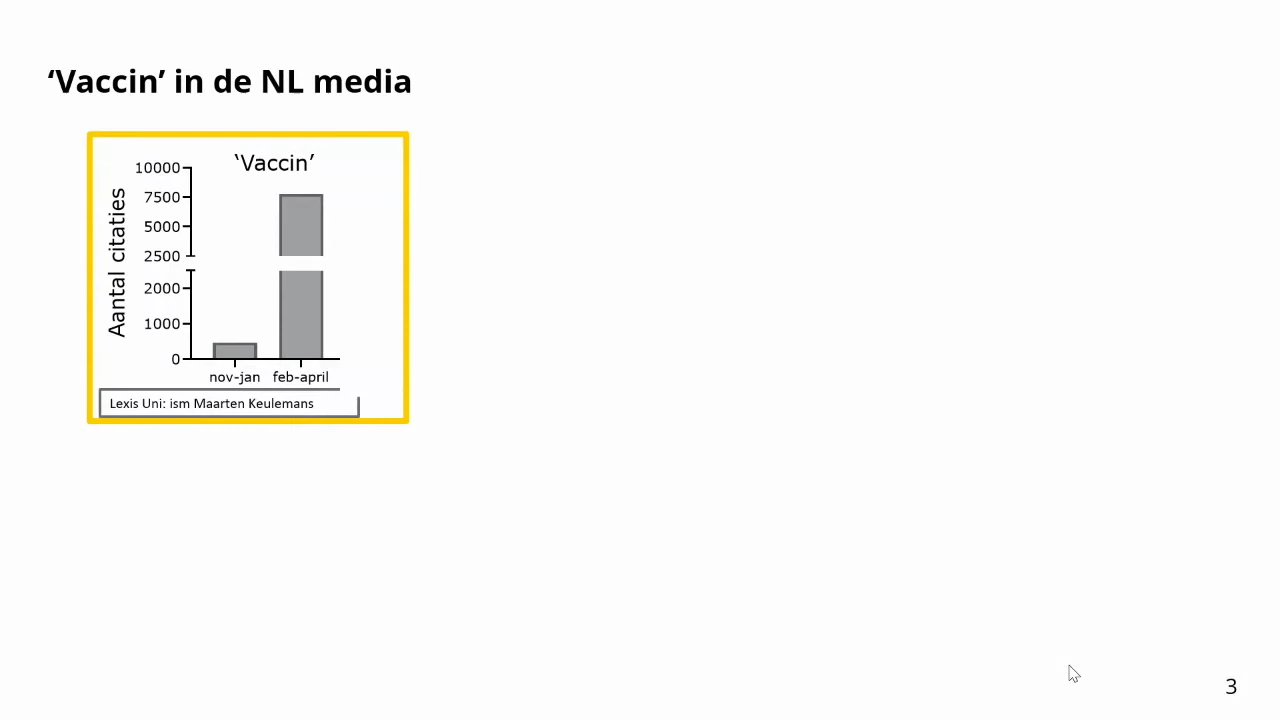 ‘Vaccin’ in de NL media
‘Vaccin’
Aantal citaties
10000
7500
5000
2500
2000
1000
0
nov-jan feb-april
Lexis Uni: ism Maarten Keulemans
3